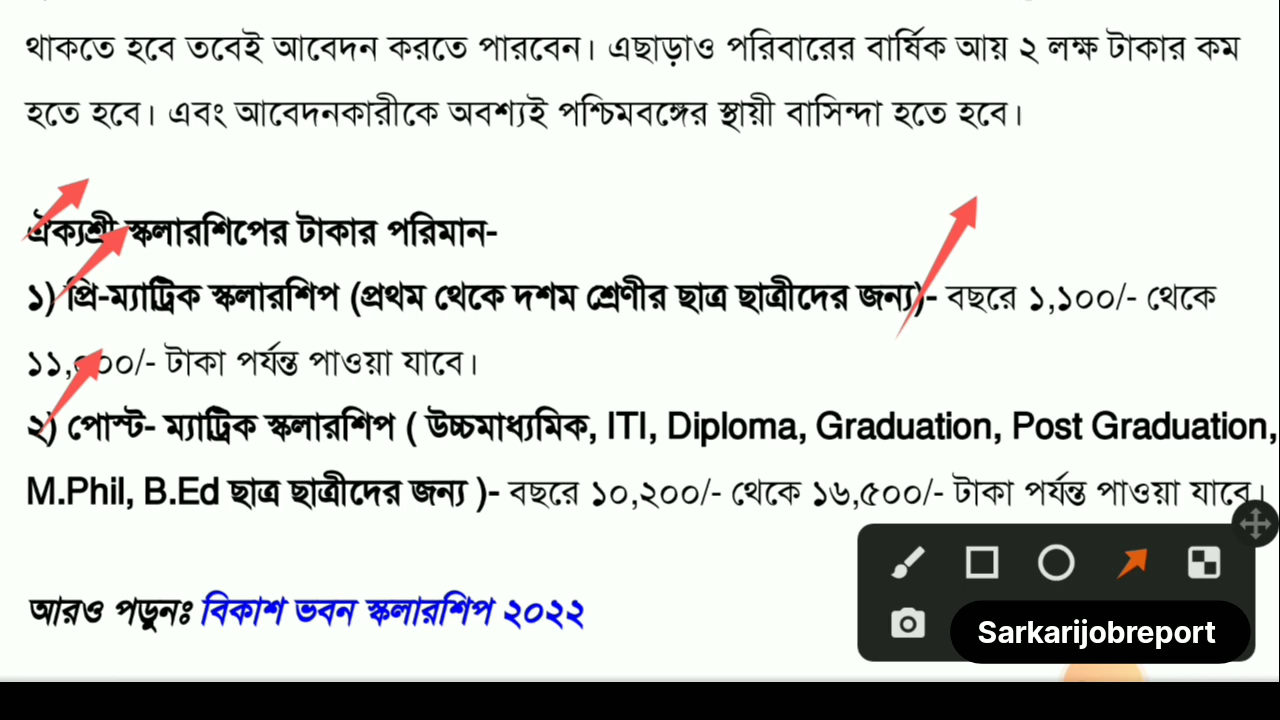 থাকতে হবে তবেই আবেদন করতে পারবেন। এছাড়াও পরিবারের বার্ষিক আয় ২ লক্ষ টাকার কম
হতে হবে। এবং আবেদনকারীকে অবশ্যই পশ্চিমবঙ্গের স্থায়ী বাসিন্দা হতে হবে।
ঐক্যশ্রী স্কলারশিপের টাকার পরিমান-
১) প্রি-ম্যাট্রিক স্কলারশিপ (প্রথম থেকে দশম শ্রেণীর ছাত্র ছাত্রীদের জন্য)- বছরে ১,১০০/- থেকে
টাকা পর্যন্ত পাওয়া যাবে।
২) পোস্ট- ম্যাট্রিক স্কলারশিপ ( উচ্চমাধ্যমিক, ITI, Diploma, Graduation, Post Graduation,
M.Phil, B.Ed ছাত্র ছাত্রীদের জন্য )- বছরে ১০,২০০/- থেকে ১৬,৫০০/- টাকা পর্যন্ত পাওয়া যাবে।
আরও পড়ুনঃ বিকাশ ভবন স্কলারশিপ ২০২২
Sarkarijobreport